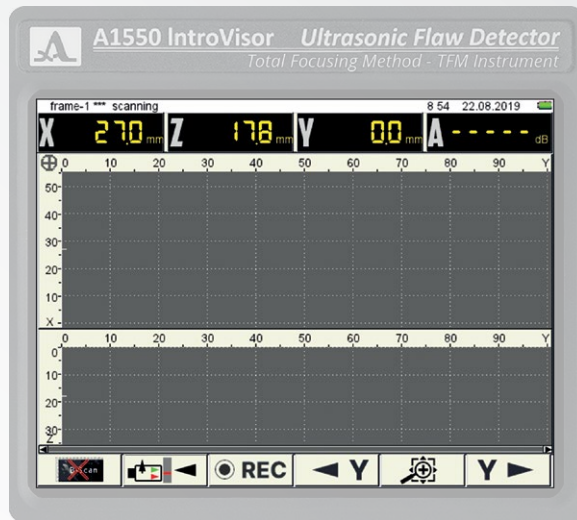 A1550 IntroVisor Ultrasonic Flaw Detector
Total Focusing Method - TFM Instrument
frame-1 *** scanning 8 54 22.08.2019
X 27.0 mm Z 17.8 mm Y 0.0 mm A - - - - - dB
0 10 20 30 40 50 60 70 80 90 Y
50
40
30
20
10
X
0 10 20 30 40 50 60 70 80 90 Y
0
10
20
30
Z
B-scan REC Y Y